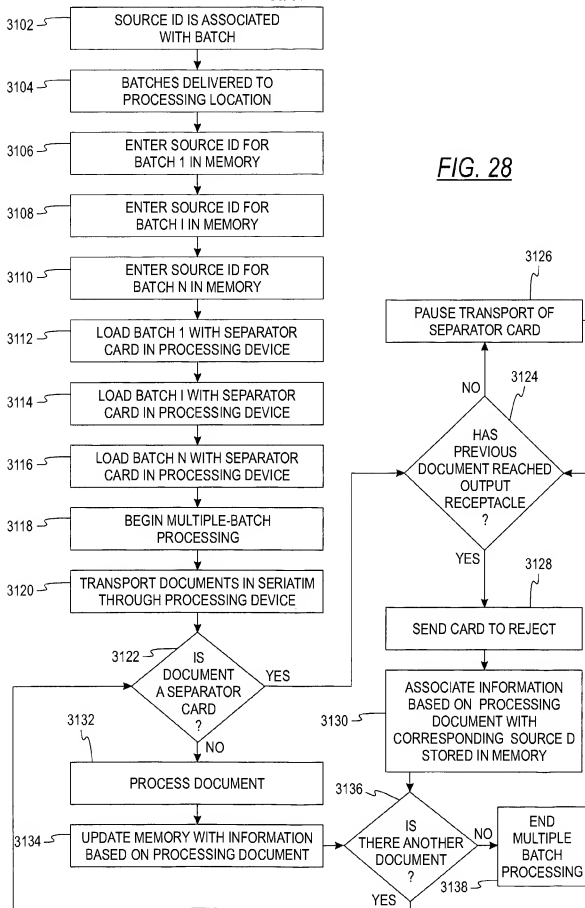 3102
SOURCE ID IS ASSOCIATED
WITH BATCH
3104
BATCHES DELIVERED TO
PROCESSING LOCATION
3106
ENTER SOURCE ID FOR
BATCH 1 IN MEMORY
FIG. 28
3108
ENTER SOURCE ID FOR
BATCH I IN MEMORY
3110
ENTER SOURCE ID FOR
BATCH N IN MEMORY
3112
LOAD BATCH 1 WITH SEPARATOR
CARD IN PROCESSING DEVICE
3114
LOAD BATCH I WITH SEPARATOR
CARD IN PROCESSING DEVICE
3116
LOAD BATCH N WITH SEPARATOR
CARD IN PROCESSING DEVICE
3118
BEGIN MULTIPLE-BATCH
PROCESSING
3120
TRANSPORT DOCUMENTS IN SERIATIM
THROUGH PROCESSING DEVICE
3122
IS
DOCUMENT
A SEPARATOR
CARD
?
YES
NO
3126
PAUSE TRANSPORT OF
SEPARATOR CARD
NO
3124
HAS
PREVIOUS
DOCUMENT REACHED
OUTPUT
RECEPTACLE
?
YES
3128
SEND CARD TO REJECT
3130
ASSOCIATE INFORMATION
BASED ON PROCESSING
DOCUMENT WITH
CORRESPONDING SOURCE D
STORED IN MEMORY
3132
PROCESS DOCUMENT
3134
UPDATE MEMORY WITH INFORMATION
BASED ON PROCESSING DOCUMENT
3136
IS
THERE ANOTHER
DOCUMENT
?
NO
YES
3138
END
MULTIPLE
BATCH
PROCESSING